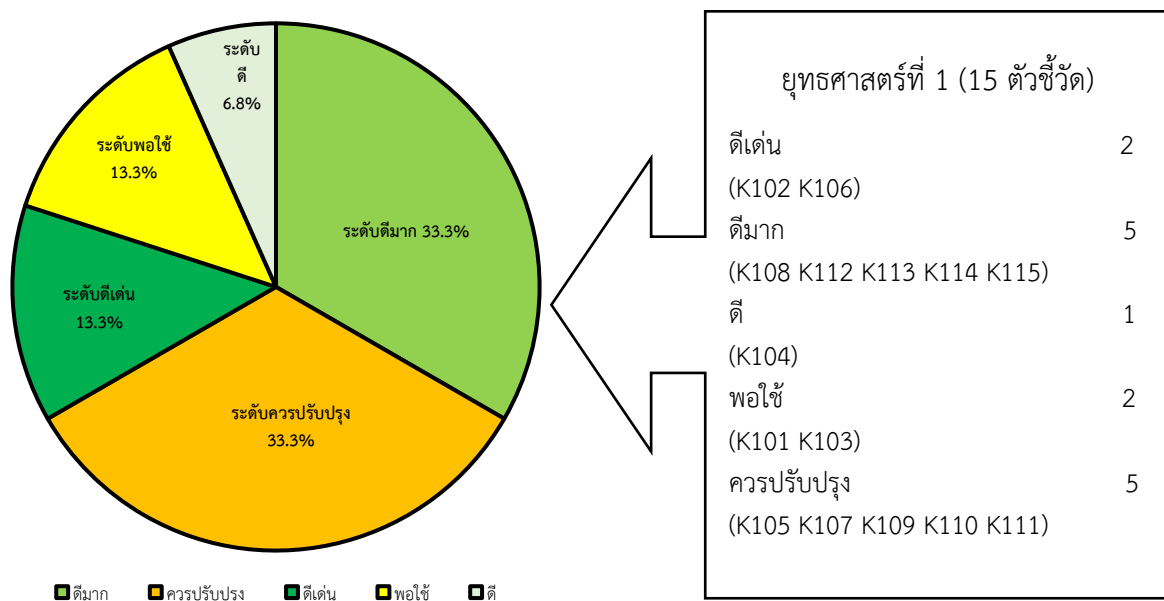 ระดับ
ดี
6.8%
ระดับพอใช้
13.3%
ระดับดีมาก 33.3%
ระดับดีเด่น
13.3%
ระดับควรปรับปรุง
33.3%
ดีมาก ควรปรับปรุง ดีเด่น พอใช้ ดี
ยุทธศาสตร์ที่ 1 (15 ตัวชี้วัด)
ดีเด่น 2
(K102 K106)
ดีมาก 5
(K108 K112 K113 K114 K115)
ดี 1
(K104)
พอใช้ 2
(K101 K103)
ควรปรับปรุง 5
(K105 K107 K109 K110 K111)